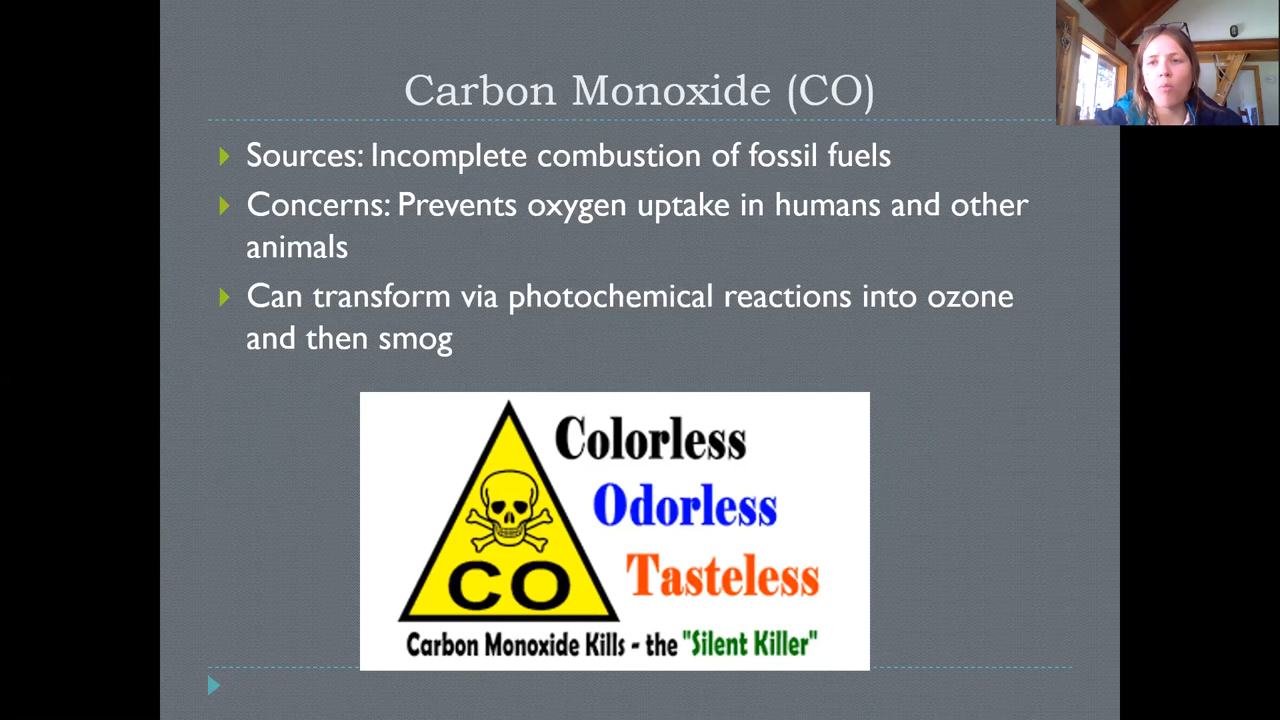 Carbon Monoxide (CO)
Sources: Incomplete combustion of fossil fuels
Concerns: Prevents oxygen uptake in humans and other
animals
Can transform via photochemical reactions into ozone
and then smog
Colorless
Odorless
Tasteless
CO
Carbon Monoxide Kills - the "Silent Killer"